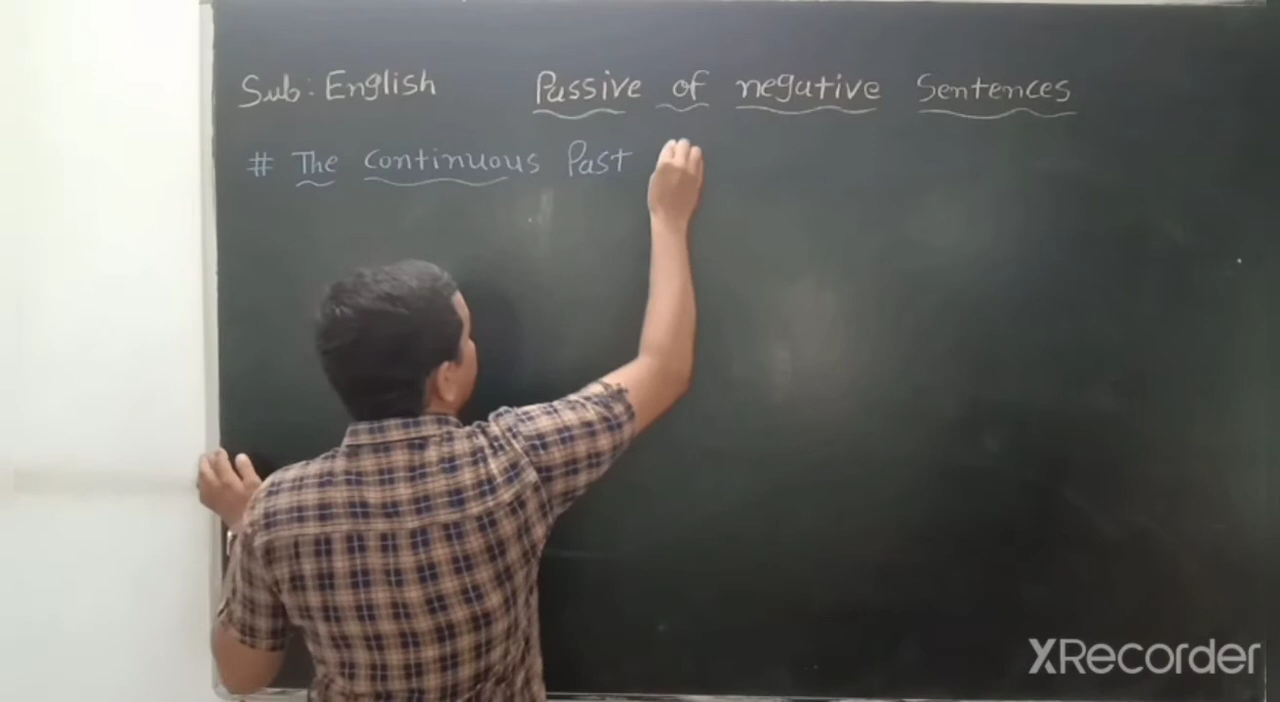 Sub: English Passive of negative Sentences
# The Continuous Past
XRecorder